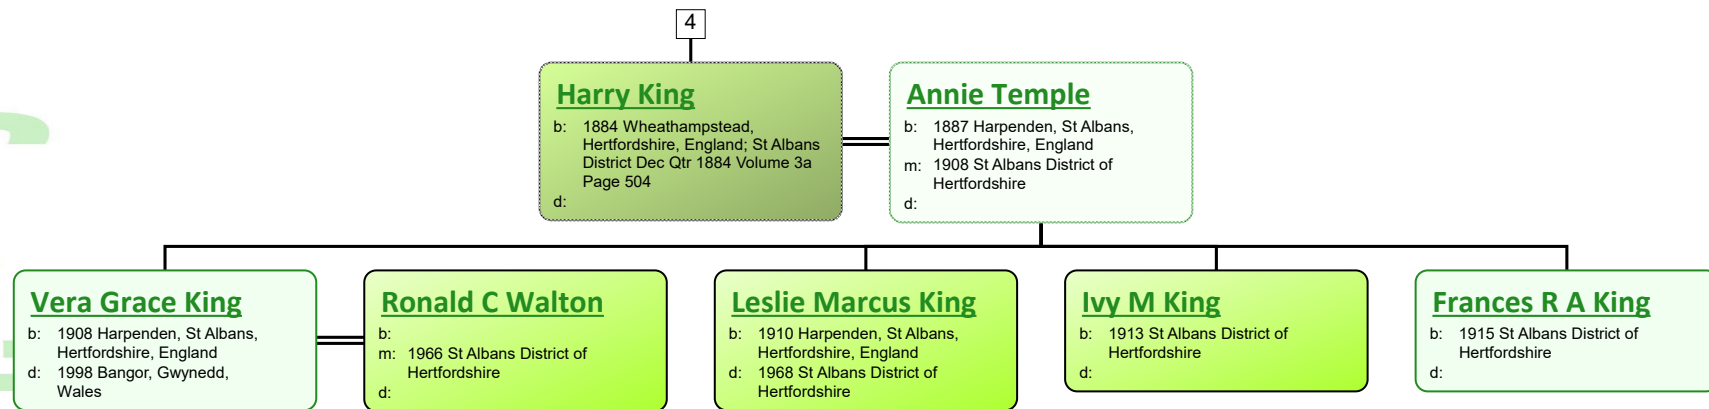 4
Harry King
b: 1884 Wheathampstead,
Hertfordshire, England; St Albans
District Dec Qtr 1884 Volume 3a
Page 504
d:
Annie Temple
b: 1887 Harpenden, St Albans,
Hertfordshire, England
m: 1908 St Albans District of
Hertfordshire
d:
Vera Grace King
b: 1908 Harpenden, St Albans,
Hertfordshire, England
d: 1998 Bangor, Gwynedd,
Wales
Ronald C Walton
b:
m: 1966 St Albans District of
Hertfordshire
d:
Leslie Marcus King
b: 1910 Harpenden, St Albans,
Hertfordshire, England
d: 1968 St Albans District of
Hertfordshire
Ivy M King
b: 1913 St Albans District of
Hertfordshire
d:
Frances R A King
b: 1915 St Albans District of
Hertfordshire
d: